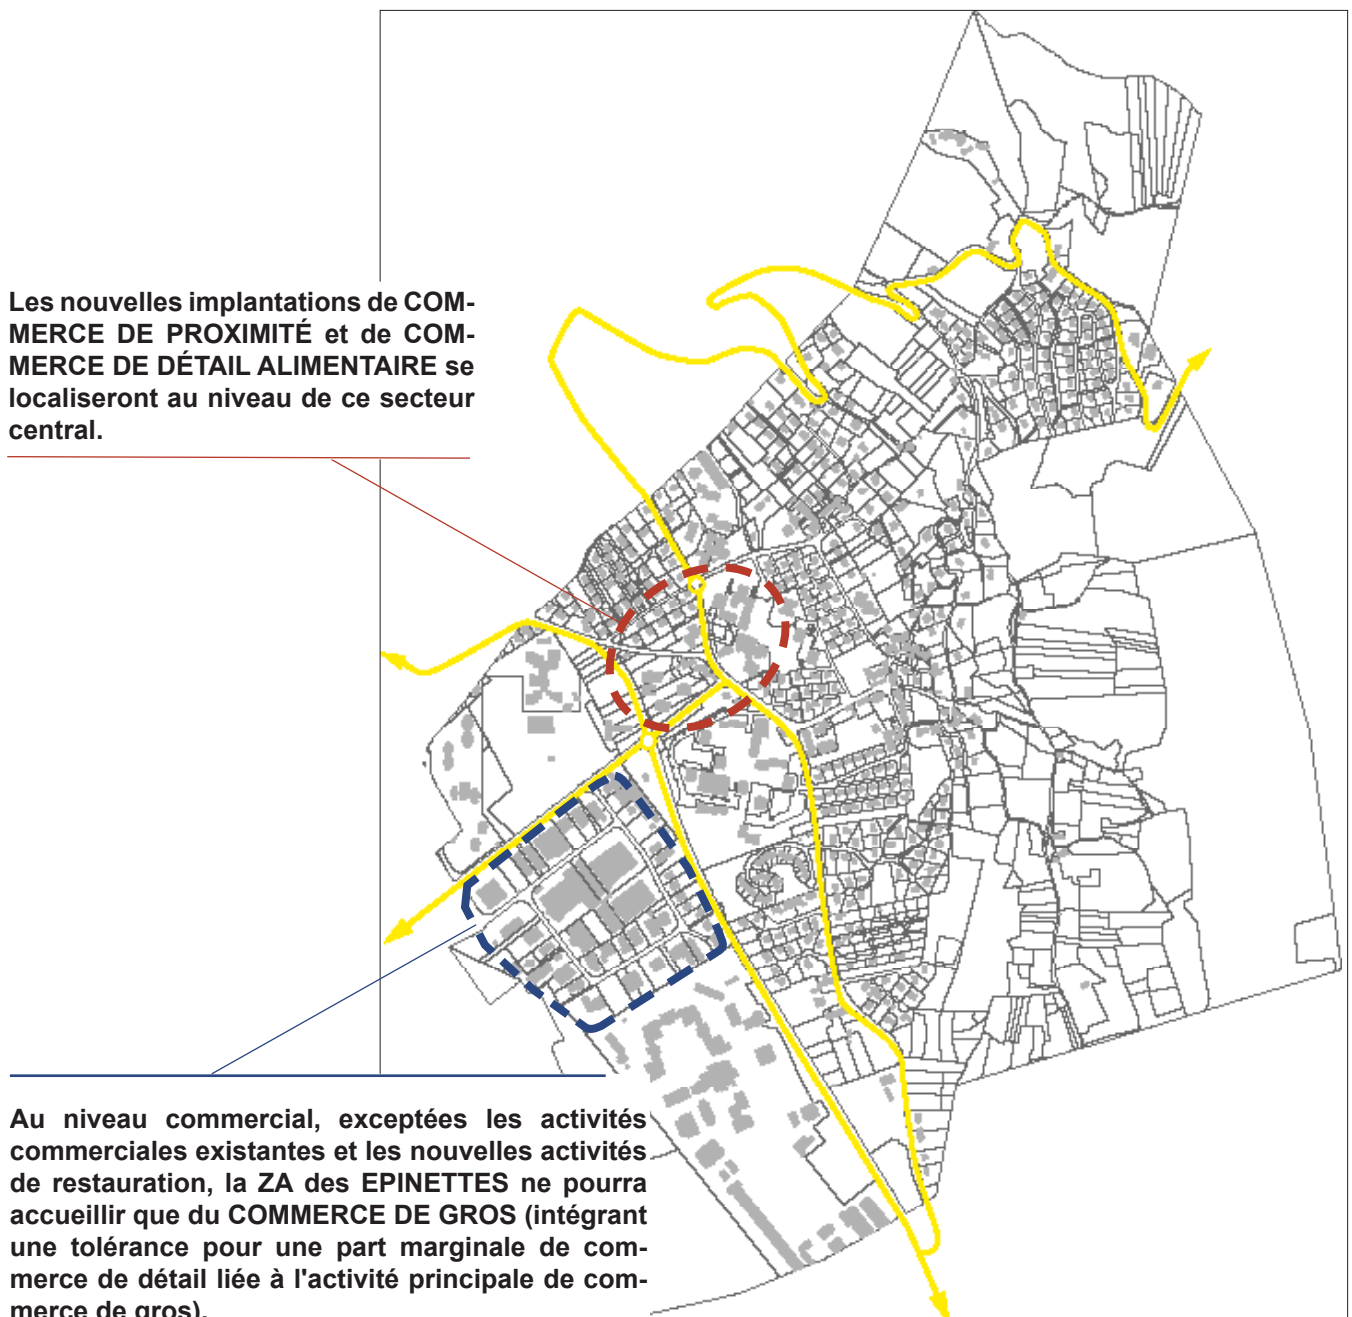 Les nouvelles implantations de COM-
MERCE DE PROXIMITÉ et de COM-
MERCE DE DÉTAIL ALIMENTAIRE se
localiseront au niveau de ce secteur
central.
Au niveau commercial, exceptées les activités
commerciales existantes et les nouvelles activités
de restauration, la ZA des EPINETTES ne pourra
accueillir que du COMMERCE DE GROS (intégrant
une tolérance pour une part marginale de com-
merce de détail liée à l'activité principale de com-
merce de gros).